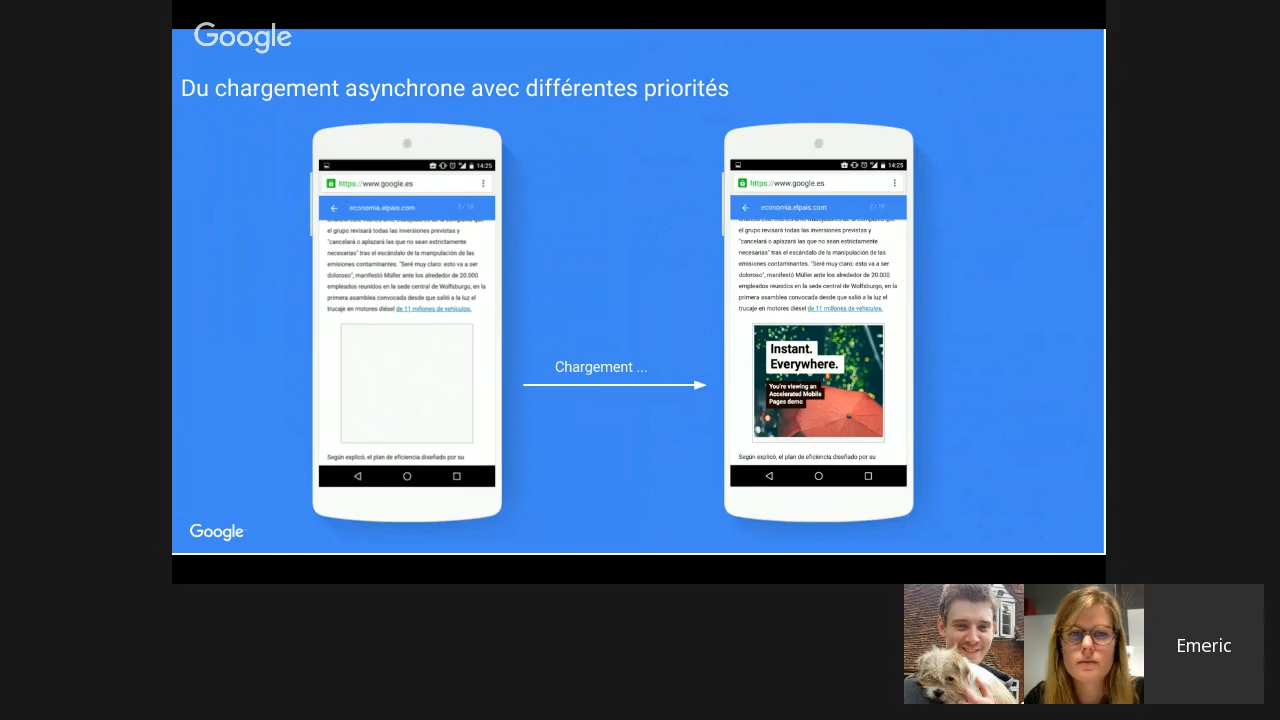 Google
Du chargement asynchrone avec différentes priorités
14:25
https://www.google.es
economia.elpais.com 2 / 10
el grupo revisará todas las inversiones previstas y
"cancelará o aplazará las que no sean estrictamente
necesarias" tras el escándalo de la manipulación de las
emisiones contaminantes. "Seré muy claro: esto va a ser
doloroso", manifestó Müller ante los alrededor de 20.000
empleados reunidos en la sede central de Wolfsburgo, en la
primera asamblea convocada desde que salió a la luz el
trucaje en motores diésel de 11 millones de vehículos.
Según explicó, el plan de eficiencia diseñado por su
Chargement ...
14:25
https://www.google.es
economia.elpais.com
el grupo revisará todas las inversiones previstas y
"cancelará o aplazará las que no sean estrictamente
necesarias" tras el escándalo de la manipulación de las
emisiones contaminantes. "Seré muy claro: esto va a ser
doloroso", manifestó Müller ante los alrededor de 20.000
empleados reunidos en la sede central de Wolfsburgo, en la
primera asamblea convocada desde que salió a la luz el
trucaje en motores diésel de 11 millones de vehículos.
Instant.
Everywhere.
You're viewing an
Accelerated Mobile
Pages demo
Según explicó, el plan de eficiencia diseñado por su
Google
Emeric